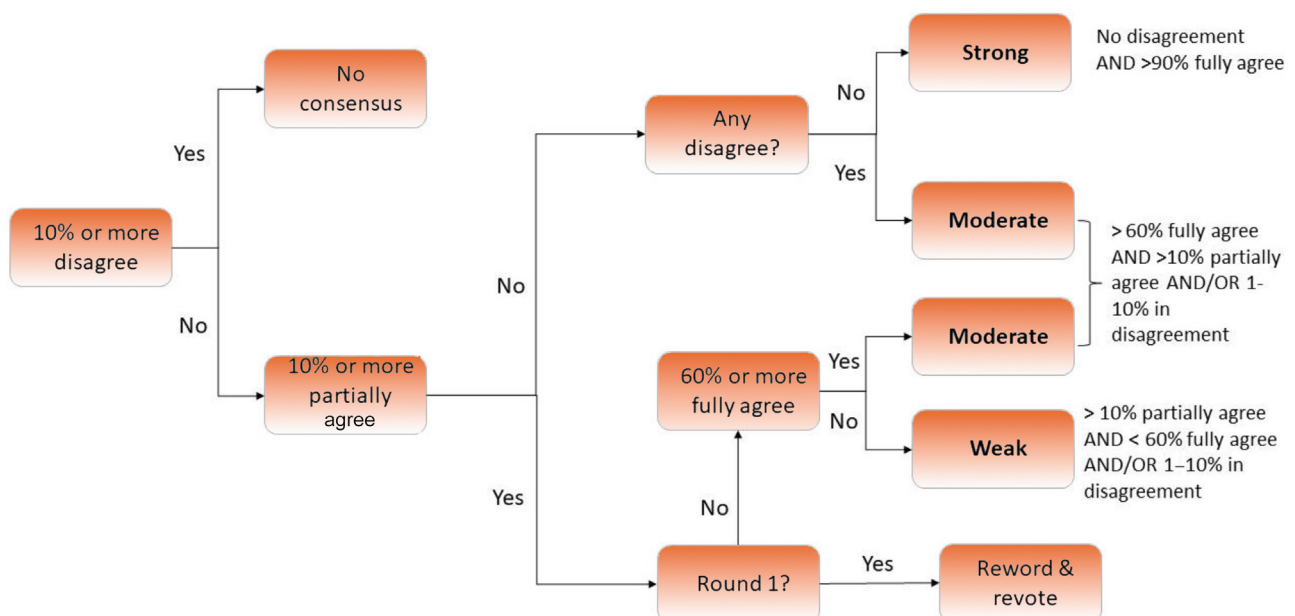 10% or more
disagree
Yes
No
No
consensus
10% or more
partially
agree
No
Yes
Any
disagree?
No
Yes
Strong
No disagreement
AND >90% fully agree
Moderate
> 60% fully agree
AND >10% partially
agree AND/OR 1-
10% in
disagreement
Moderate
60% or more
fully agree
Yes
No
Weak
> 10% partially agree
AND < 60% fully agree
AND/OR 1–10% in
disagreement
No
Round 1?
Yes
Reword &
revote